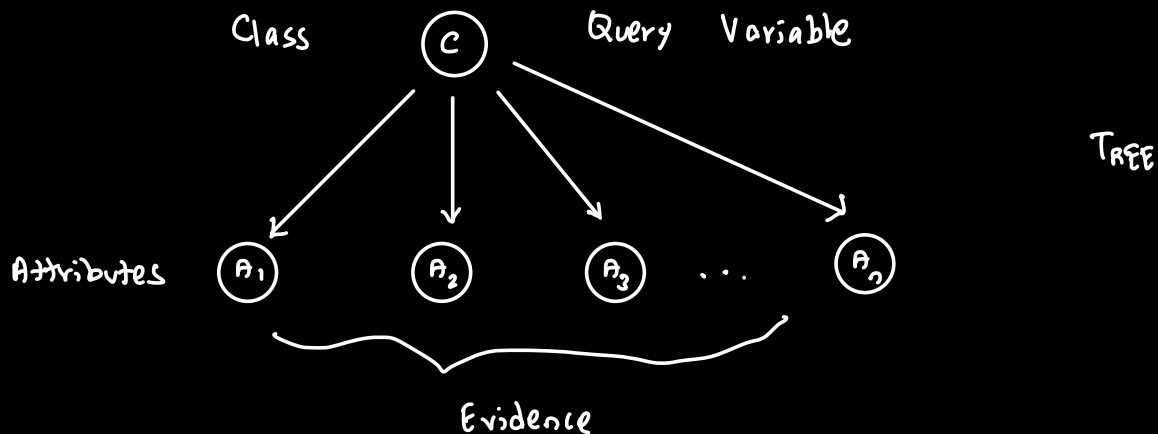 Class C Query Variable
TREE
Attributes A1 A2 A3 ... An
Evidence